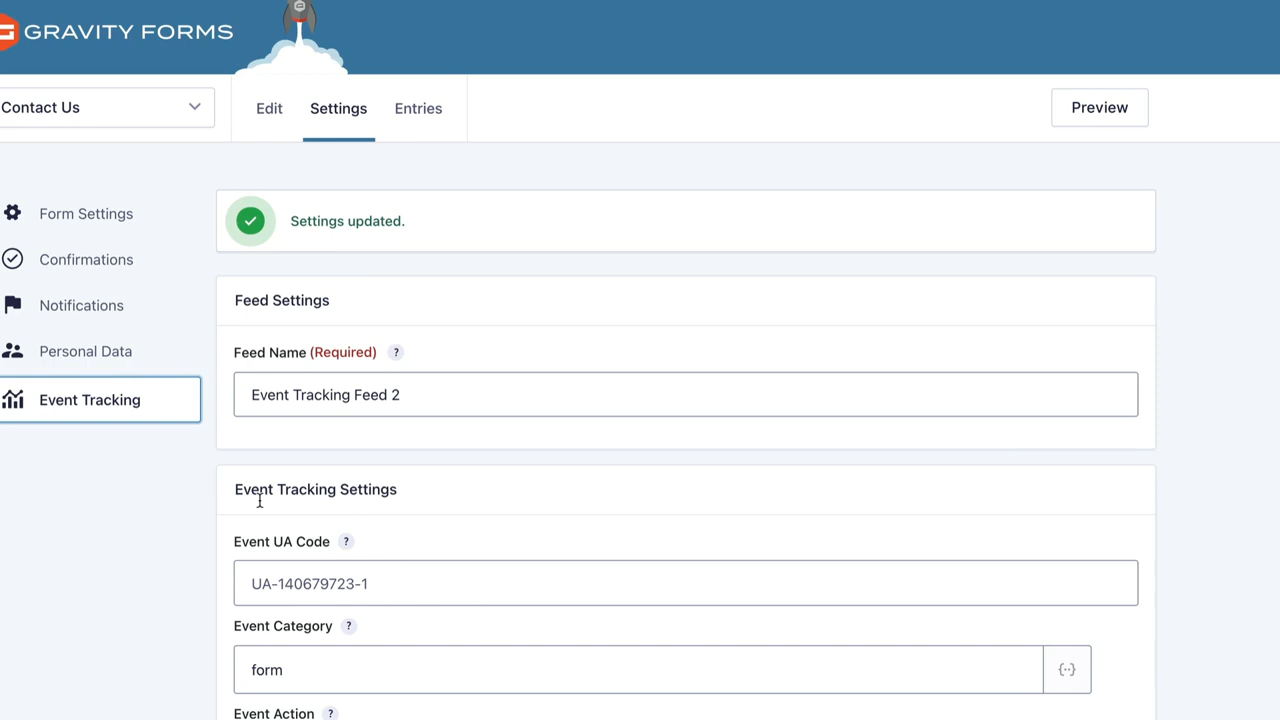 GRAVITY FORMS
Contact Us
Edit
Settings
Entries
Preview
Form Settings
Confirmations
Notifications
Personal Data
Event Tracking
Settings updated.
Feed Settings
Feed Name (Required) ?
Event Tracking Feed 2
Event Tracking Settings
Event UA Code ?
UA-140679723-1
Event Category ?
form
Event Action ?